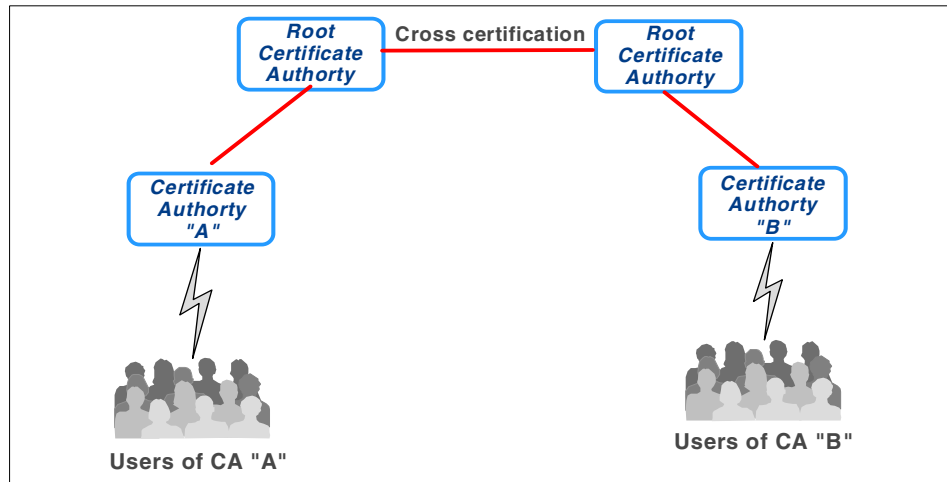 Root
Certificate
Authorty
Cross certification
Root
Certificate
Authorty
Certificate
Authorty
"A"
Certificate
Authorty
"B"
Users of CA "A"
Users of CA "B"